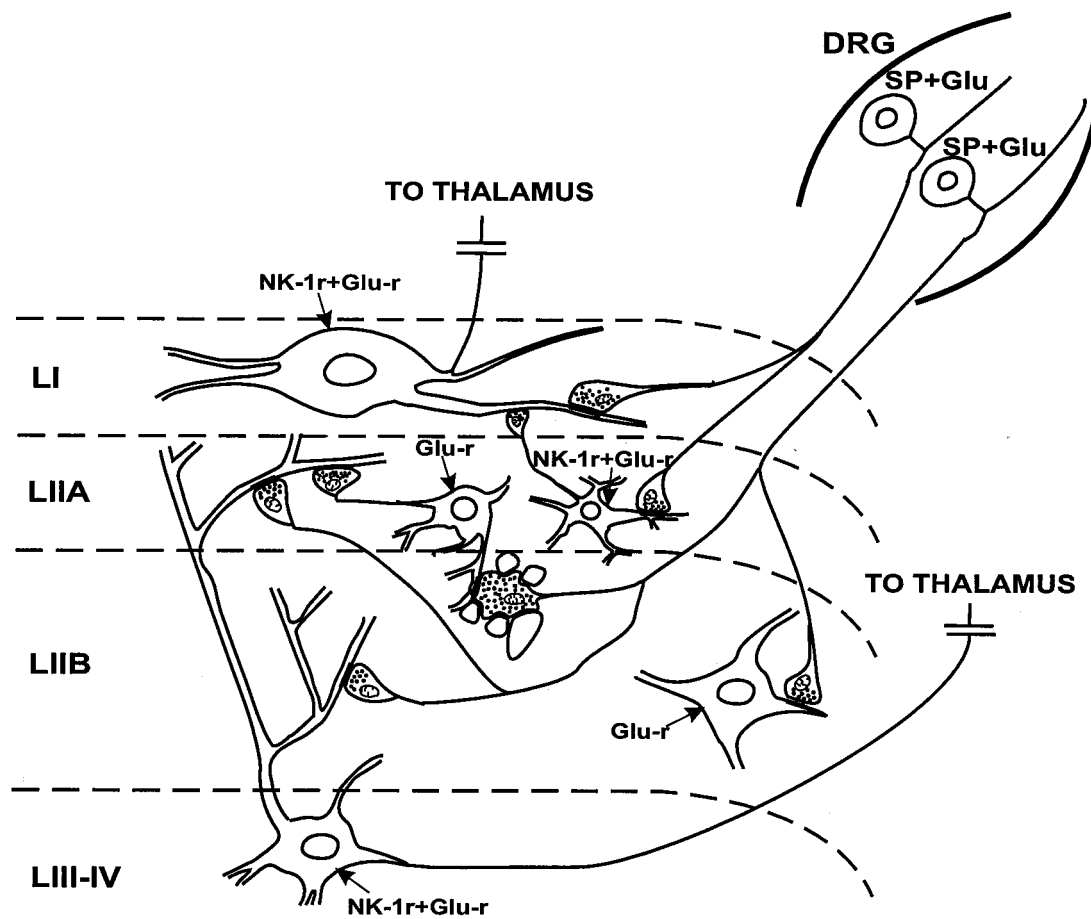 DRG
SP+Glu
SP+Glu
TO THALAMUS
NK-1r+Glu-r
LI
Glu-r
NK-1r+Glu-r
LIIA
TO THALAMUS
LIIB
Glu-r
LIII-IV
NK-1r+Glu-r